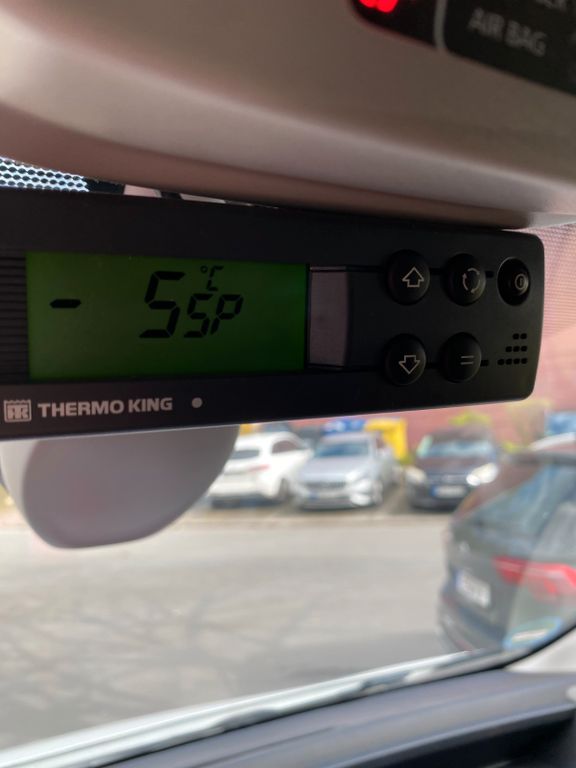 AIR BAG
°C
- 5
SP
THERMO KING